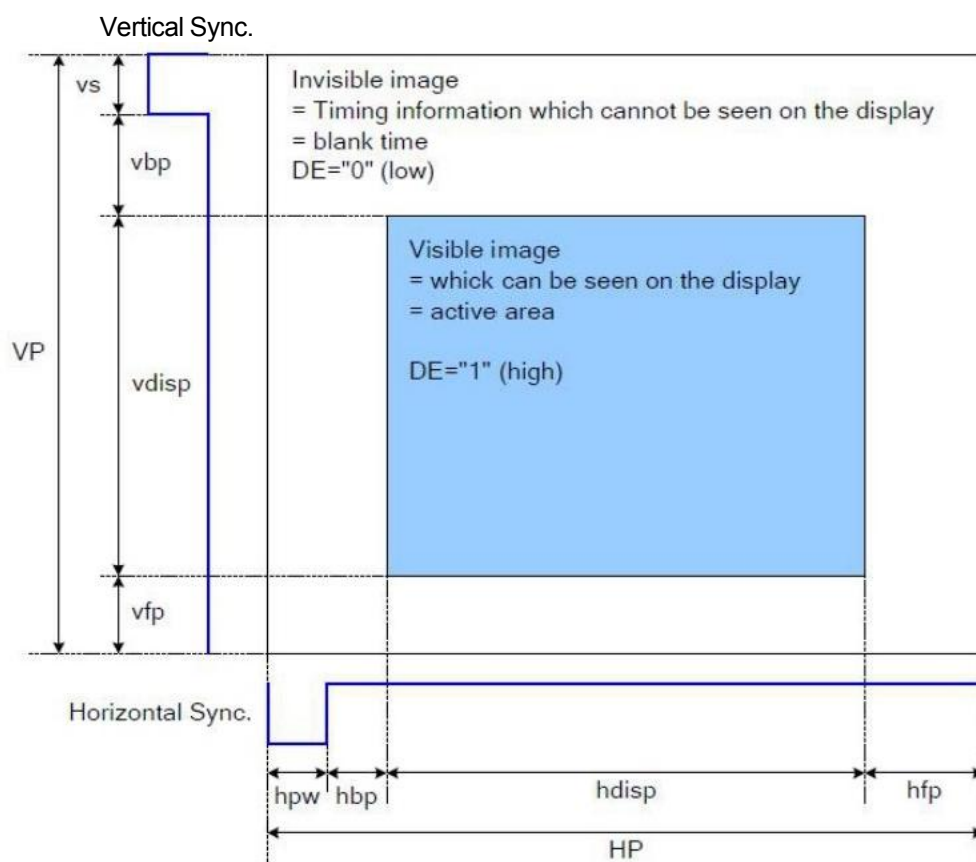 Vertical Sync.
vs
Invisible image
= Timing information which cannot be seen on the display
= blank time
DE="0" (low)
vbp
Visible image
= whick can be seen on the display
= active area
DE="1" (high)
VP
vdisp
vfp
Horizontal Sync.
hpw
hbp
hdisp
hfp
HP